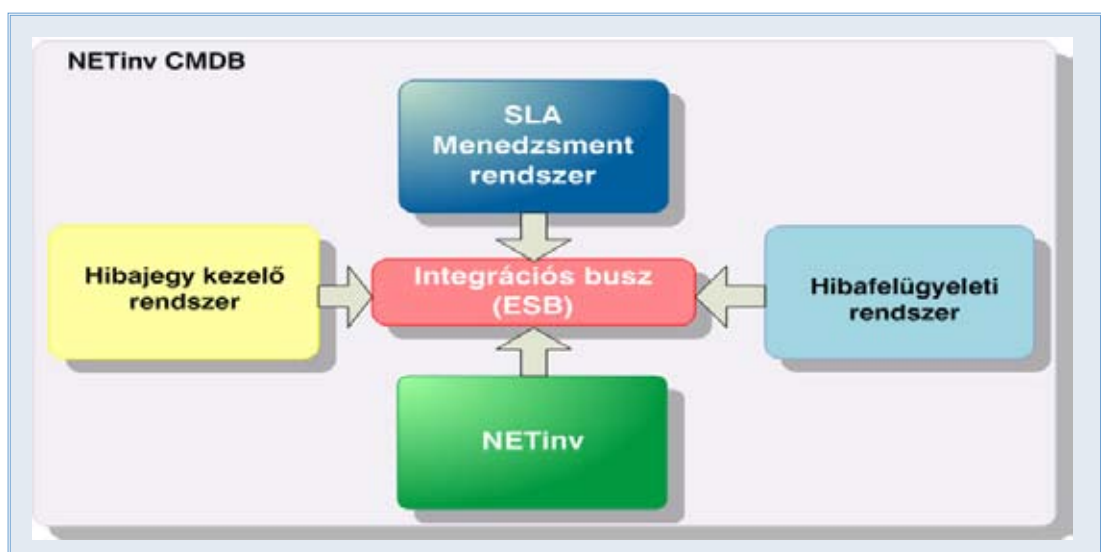 NETinv CMDB
SLA
Menedzsment
rendszer
Hibajegy kezelő
rendszer
Integrációs busz
(ESB)
Hibafelügyeleti
rendszer
NETinv